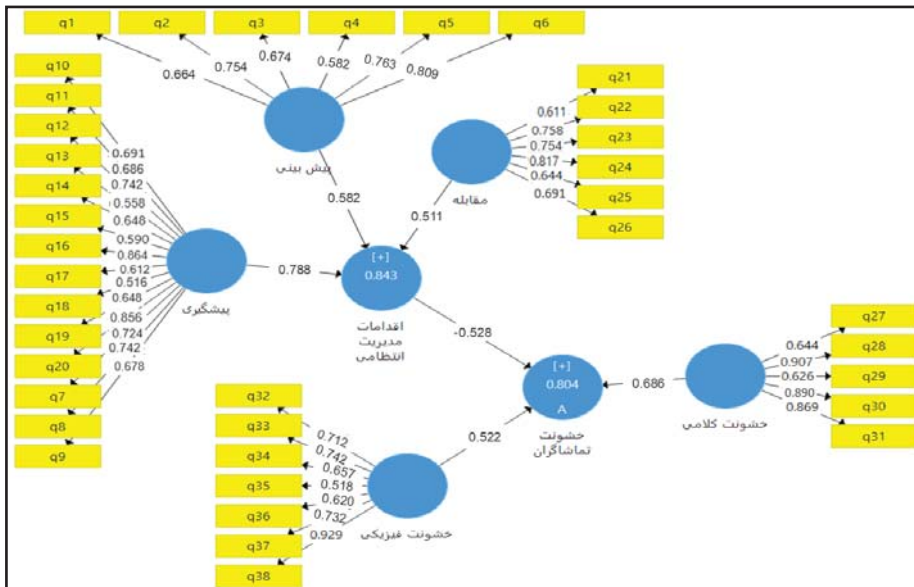 q1 q2 q3 q4 q5 q6
0.664 0.754 0.674 0.582 0.763 0.809
پیش بینی
0.582
q10
q11
q12
q13
q14
q15
q16
q17
q18
q19
q20
q7
q8
q9
0.691
0.686
0.742
0.558
0.648
0.590
0.864
0.612
0.516
0.648
0.856
0.724
0.742
0.678
پیشگیری
0.788
q21
q22
q23
q24
q25
q26
0.611
0.758
0.754
0.817
0.644
0.691
مقابله
0.511
[+]
0.843
اقدامات
مدیریت
انتظامی
-0.528
[+]
0.804
A
خشونت
تماشاگران
q27
q28
q29
q30
q31
0.644
0.907
0.626
0.890
0.869
خشونت کلامی
0.686
q32
q33
q34
q35
q36
q37
q38
0.712
0.742
0.657
0.518
0.620
0.732
0.929
خشونت فیزیکی
0.522